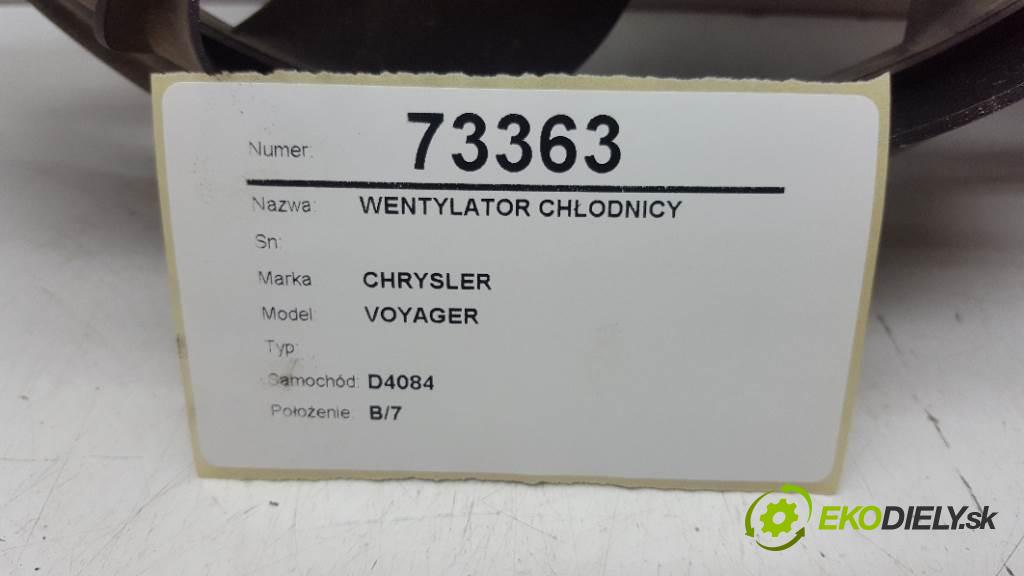 Numer: 73363
Nazwa: WENTYLATOR CHŁODNICY
Sn:
Marka CHRYSLER
Model VOYAGER
Typ:
Samochód: D4084
Położenie: B/7
EKODIELY.sk